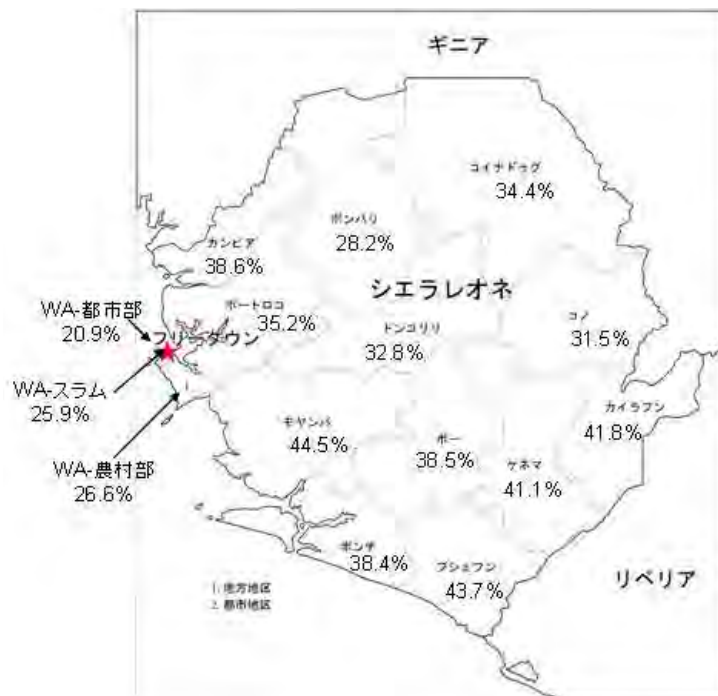 ギニア
コイナドゥグ
34.4%
ボンバリ
28.2%
カンビア
38.6%
シエラレオネ
WA-都市部
20.9%
ポートロコ
35.2%
フリータウン
トンコリリ
32.8%
コノ
31.5%
WA-スラム
25.9%
カイラフン
41.8%
モヤンバ
44.5%
ボー
38.5%
ケネマ
41.1%
WA-農村部
26.6%
ボンテ
38.4%
プジェフン
43.7%
リベリア
1. 地方地区
2. 都市地区